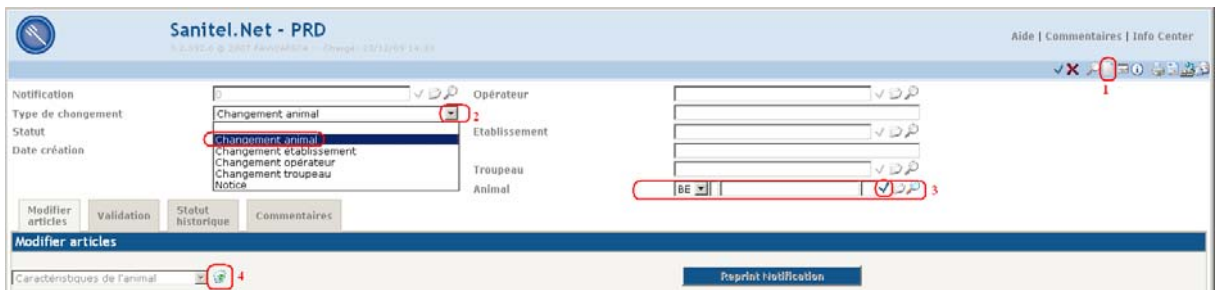 Sanitel.Net - PRD
Aide | Commentaires | Info Center
1
Notification
0
Opérateur
Type de changement
Changement animal
2
Statut
Changement animal
Changement établissement
Changement opérateur
Changement troupeau
Notice
Etablissement
Date création
Troupeau
Animal
BE
3
Modifier articles
Validation
Statut historique
Commentaires
Modifier articles
Caractéristiques de l'animal
4
Reprint Notification